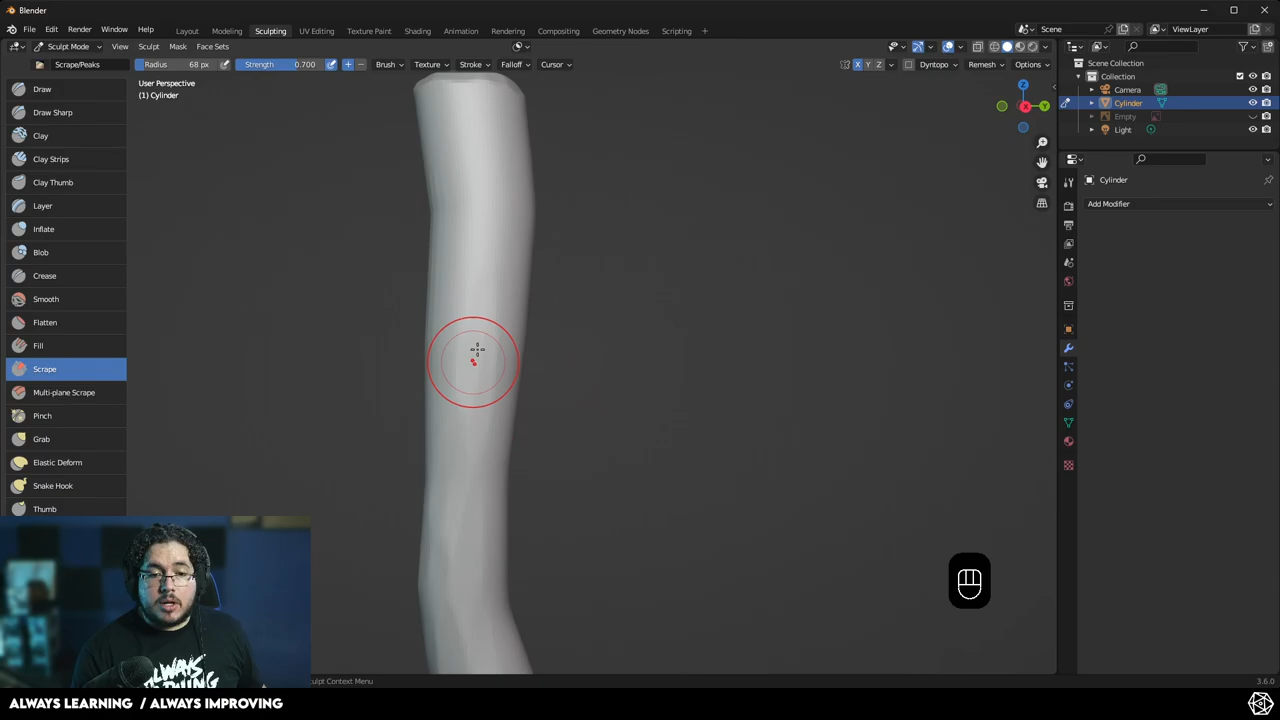 Blender
File Edit Render Window Help Layout Modeling Sculpting UV Editing Texture Paint Shading Animation Rendering Compositing Geometry Nodes Scripting + Scene ViewLayer
Sculpt Mode View Sculpt Mask Face Sets
Scrape/Peaks Radius 68 px Strength 0.700 Brush Texture Stroke Falloff Cursor X Y Z Dyntopo Remesh Options
User Perspective
(1) Cylinder
Draw
Draw Sharp
Clay
Clay Strips
Clay Thumb
Layer
Inflate
Blob
Crease
Smooth
Flatten
Fill
Scrape
Multi-plane Scrape
Pinch
Grab
Elastic Deform
Snake Hook
Thumb
Z
X
Y
Scene Collection
Collection
Camera
Cylinder
Empty
Light
Cylinder
Add Modifier
ALWAYS
sculpt Context Menu
3.6.0
ALWAYS LEARNING / ALWAYS IMPROVING